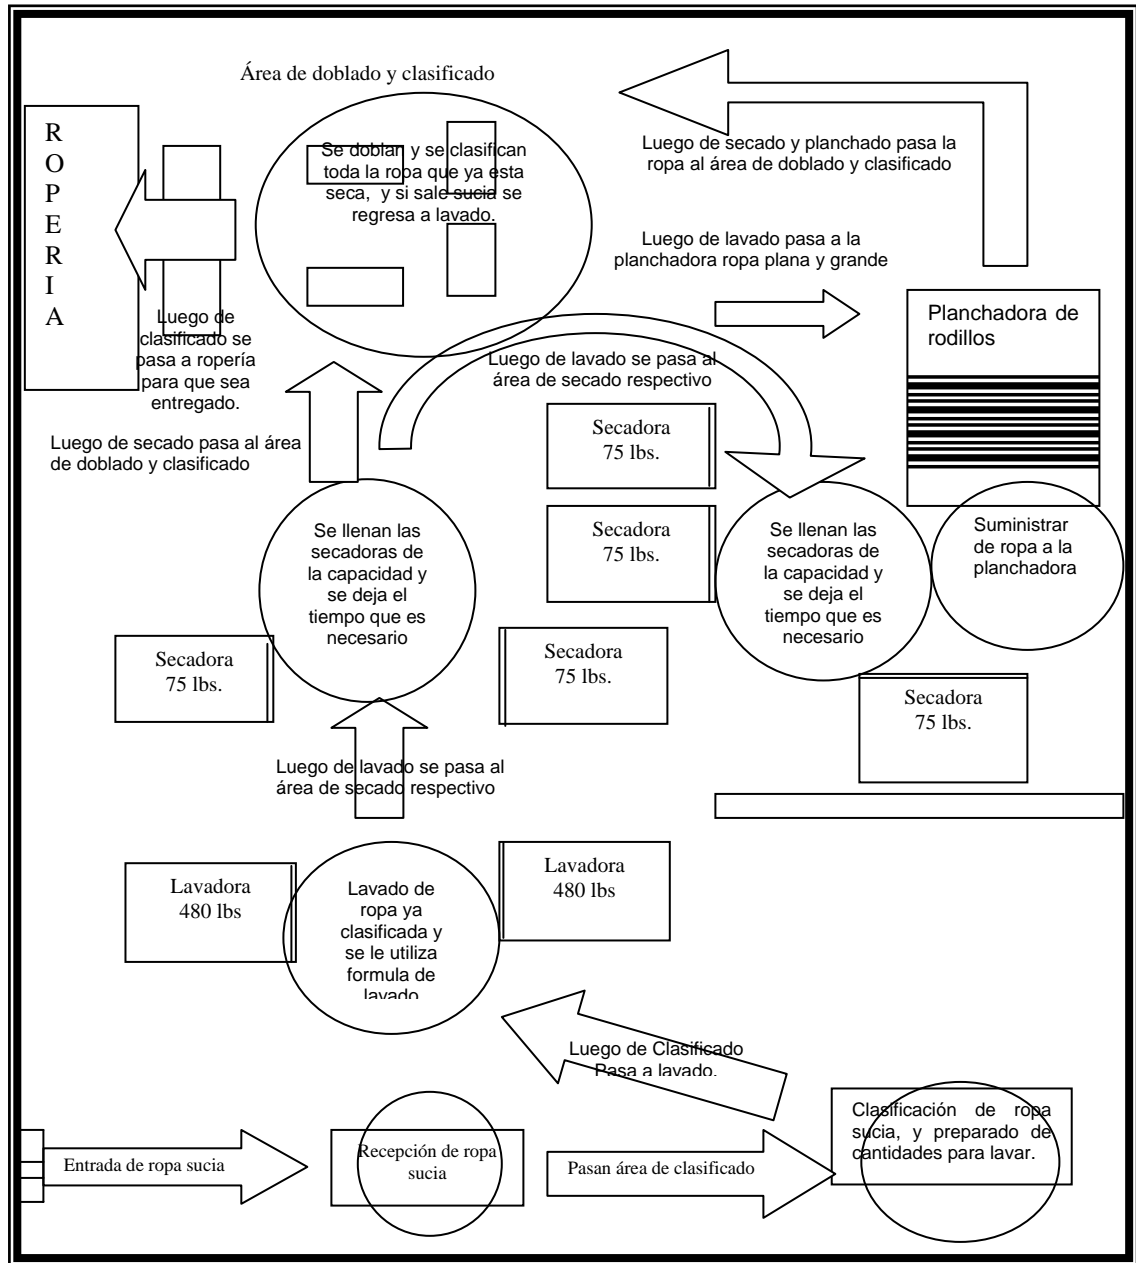 Área de doblado y clasificado
R
O
P
E
R
I
A
Se doblan y se clasifican
toda la ropa que ya esta
seca, y si sale sucia se
regresa a lavado.
Luego de secado y planchado pasa la
ropa al área de doblado y clasificado
Luego de lavado pasa a la
planchadora ropa plana y grande
Planchadora de
rodillos
Luego de
clasificado se
pasa a ropería
para que sea
entregado.
Luego de lavado se pasa al
área de secado respectivo
Luego de secado pasa al área
de doblado y clasificado
Secadora
75 lbs.
Secadora
75 lbs.
Se llenan las
secadoras de
la capacidad y
se deja el
tiempo que es
necesario
Se llenan las
secadoras de
la capacidad y
se deja el
tiempo que es
necesario
Suministrar
de ropa a la
planchadora
Secadora
75 lbs.
Secadora
75 lbs.
Secadora
75 lbs.
Luego de lavado se pasa al
área de secado respectivo
Lavadora
480 lbs
Lavado de
ropa ya
clasificada y
se le utiliza
formula de
lavado
Lavadora
480 lbs
Luego de Clasificado
Pasa a lavado.
Entrada de ropa sucia
Recepción de ropa
sucia
Pasan área de clasificado
Clasificación de ropa
sucia, y preparado de
cantidades para lavar.